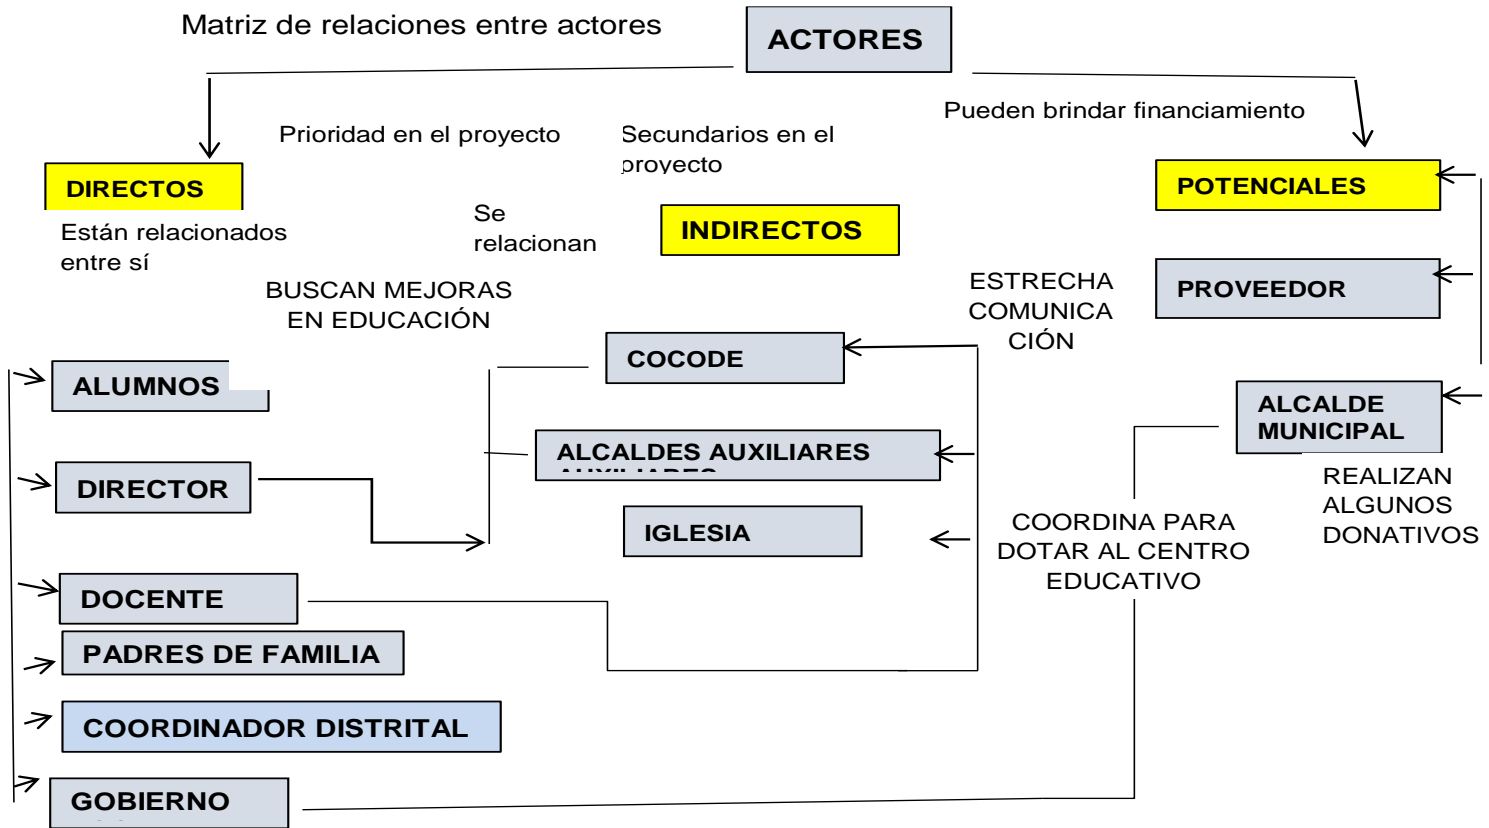 Matriz de relaciones entre actores
ACTORES
Pueden brindar financiamiento
Prioridad en el proyecto
Secundarios en el
proyecto
DIRECTOS
POTENCIALES
Están relacionados
entre sí
Se
relacionan
INDIRECTOS
BUSCAN MEJORAS
EN EDUCACIÓN
ESTRECHA
COMUNICA
CIÓN
PROVEEDOR
COCODE
ALUMNOS
ALCALDE
MUNICIPAL
ALCALDES AUXILIARES
AUXILIARES
DIRECTOR
REALIZAN
ALGUNOS
DONATIVOS
IGLESIA
COORDINA PARA
DOTAR AL CENTRO
EDUCATIVO
DOCENTE
PADRES DE FAMILIA
COORDINADOR DISTRITAL
GOBIERNO